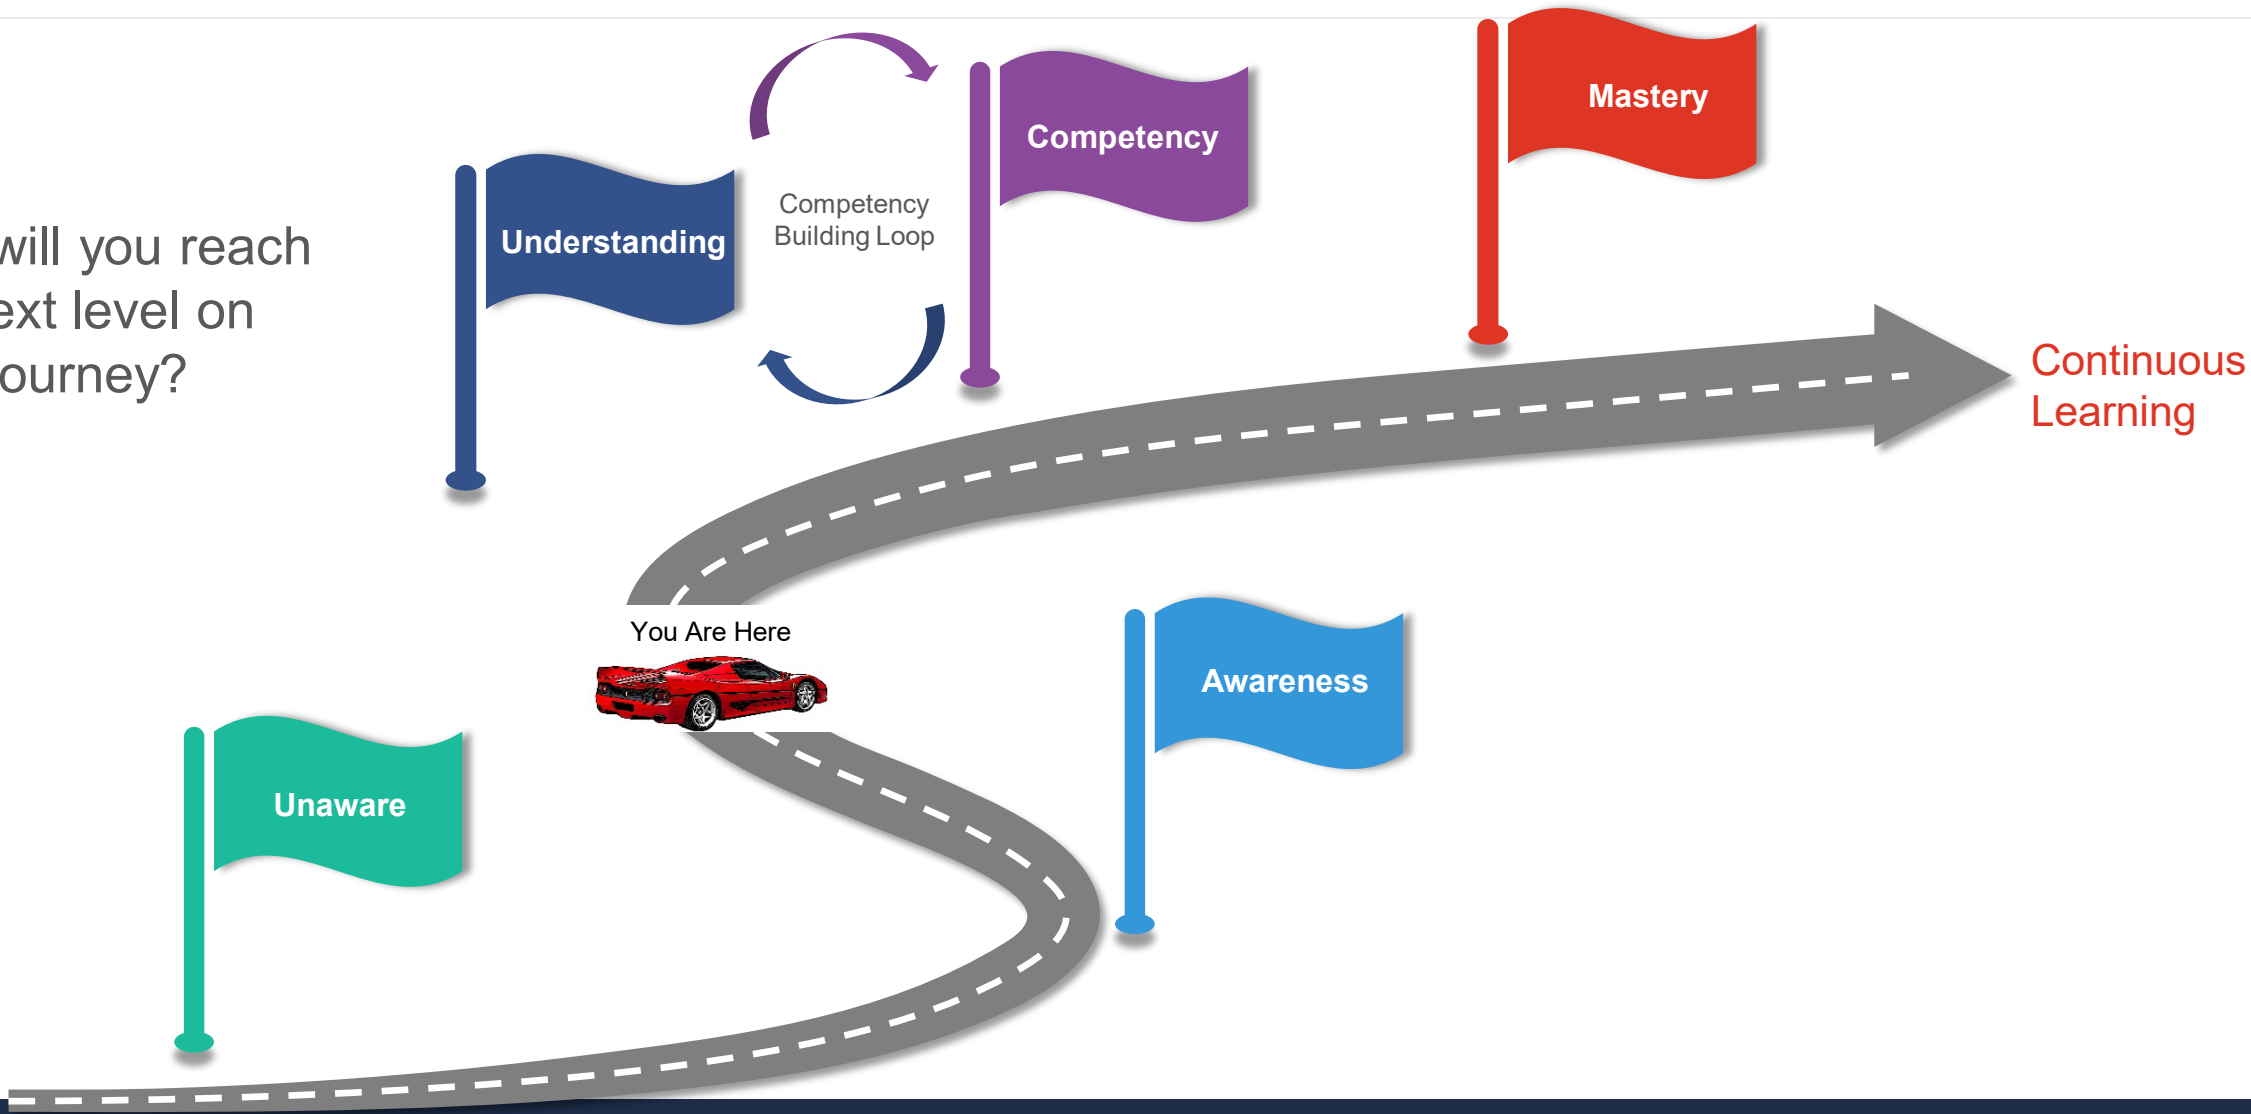 will you reach
ext level on
ourney?
Understanding
Competency
Building Loop
Competency
Mastery
Continuous
Learning
You Are Here
Awareness
Unaware